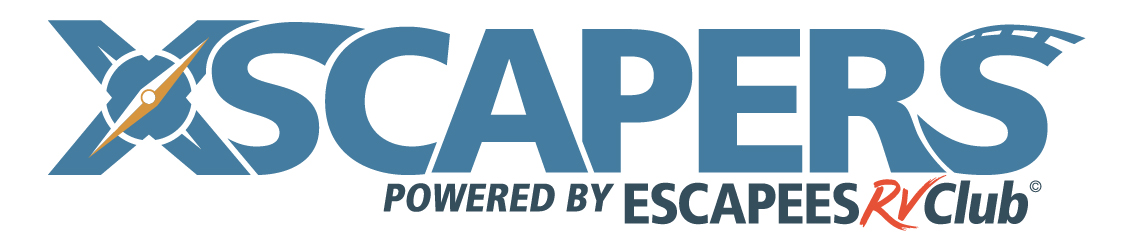 XSCAPERS
POWERED BY ESCAPEES RV Club©